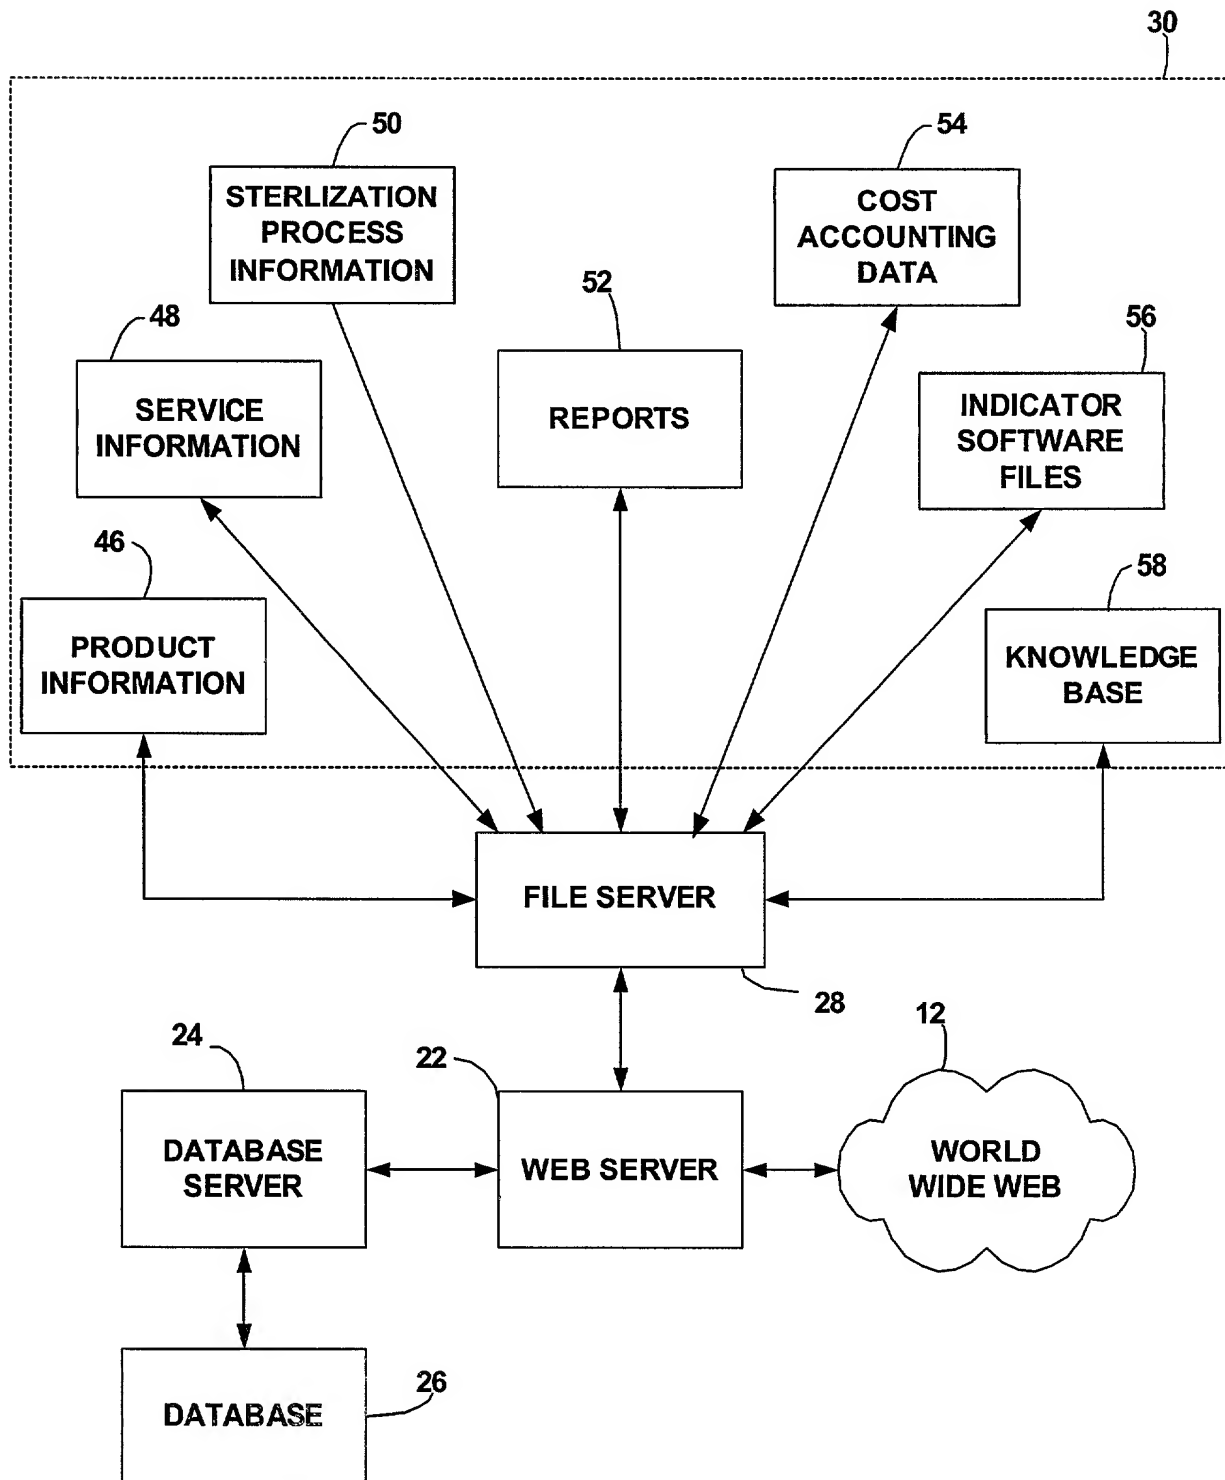 30
50
54
STERLIZATION
PROCESS
INFORMATION
COST
ACCOUNTING
DATA
52
48
56
SERVICE
INFORMATION
REPORTS
INDICATOR
SOFTWARE
FILES
46
58
PRODUCT
INFORMATION
KNOWLEDGE
BASE
FILE SERVER
28
12
24
22
DATABASE
SERVER
WEB SERVER
WORLD
WIDE WEB
26
DATABASE